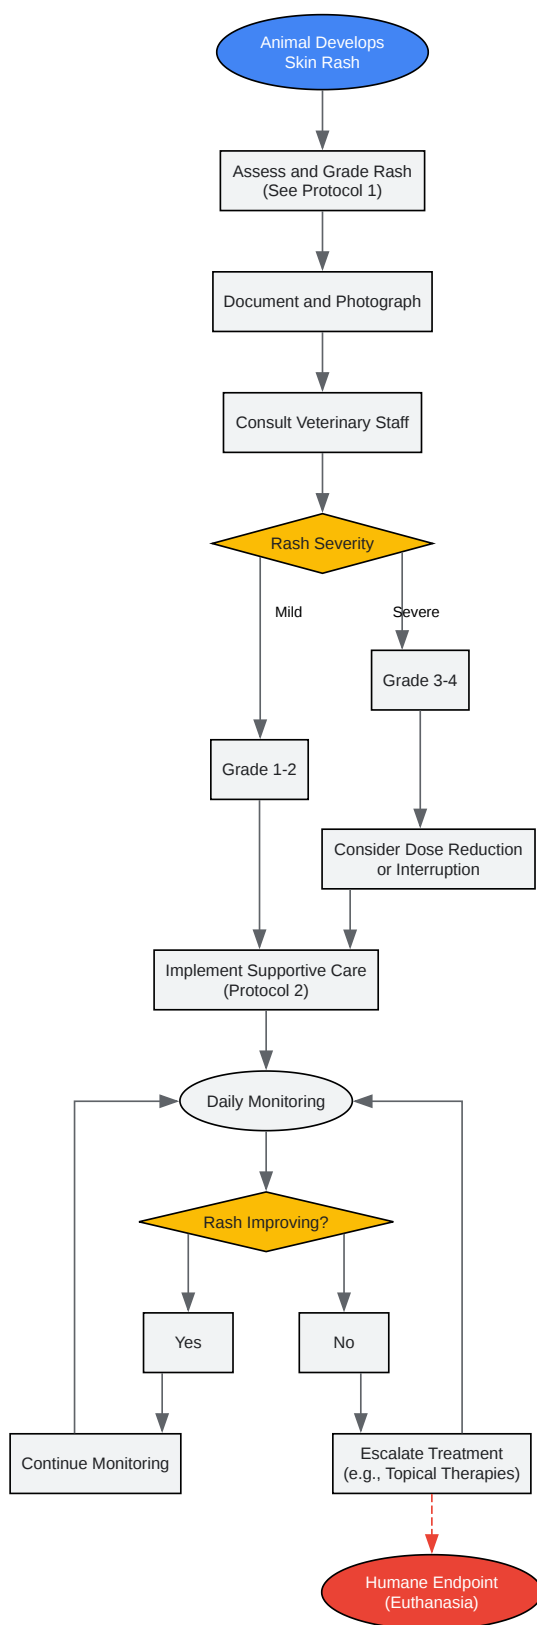 Animal Develops
Skin Rash
Assess and Grade Rash
(See Protocol 1)
Document and Photograph
Consult Veterinary Staff
Rash Severity
Mild
Severe
Grade 3-4
Grade 1-2
Consider Dose Reduction
or Interruption
Implement Supportive Care
(Protocol 2)
Daily Monitoring
Rash Improving?
Yes
No
Continue Monitoring
Escalate Treatment
(e.g., Topical Therapies)
Humane Endpoint
(Euthanasia)